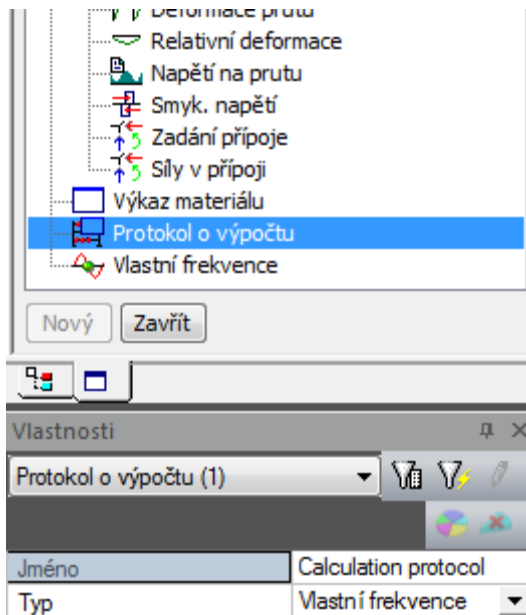 Deformace prutu
Relativní deformace
Napětí na prutu
Smyk. napětí
Zadání přípoje
Síly v přípoji
Výkaz materiálu
Protokol o výpočtu
Vlastní frekvence
Nový Zavřít
Vlastnosti
Protokol o výpočtu (1)
Jméno Calculation protocol
Typ Vlastní frekvence